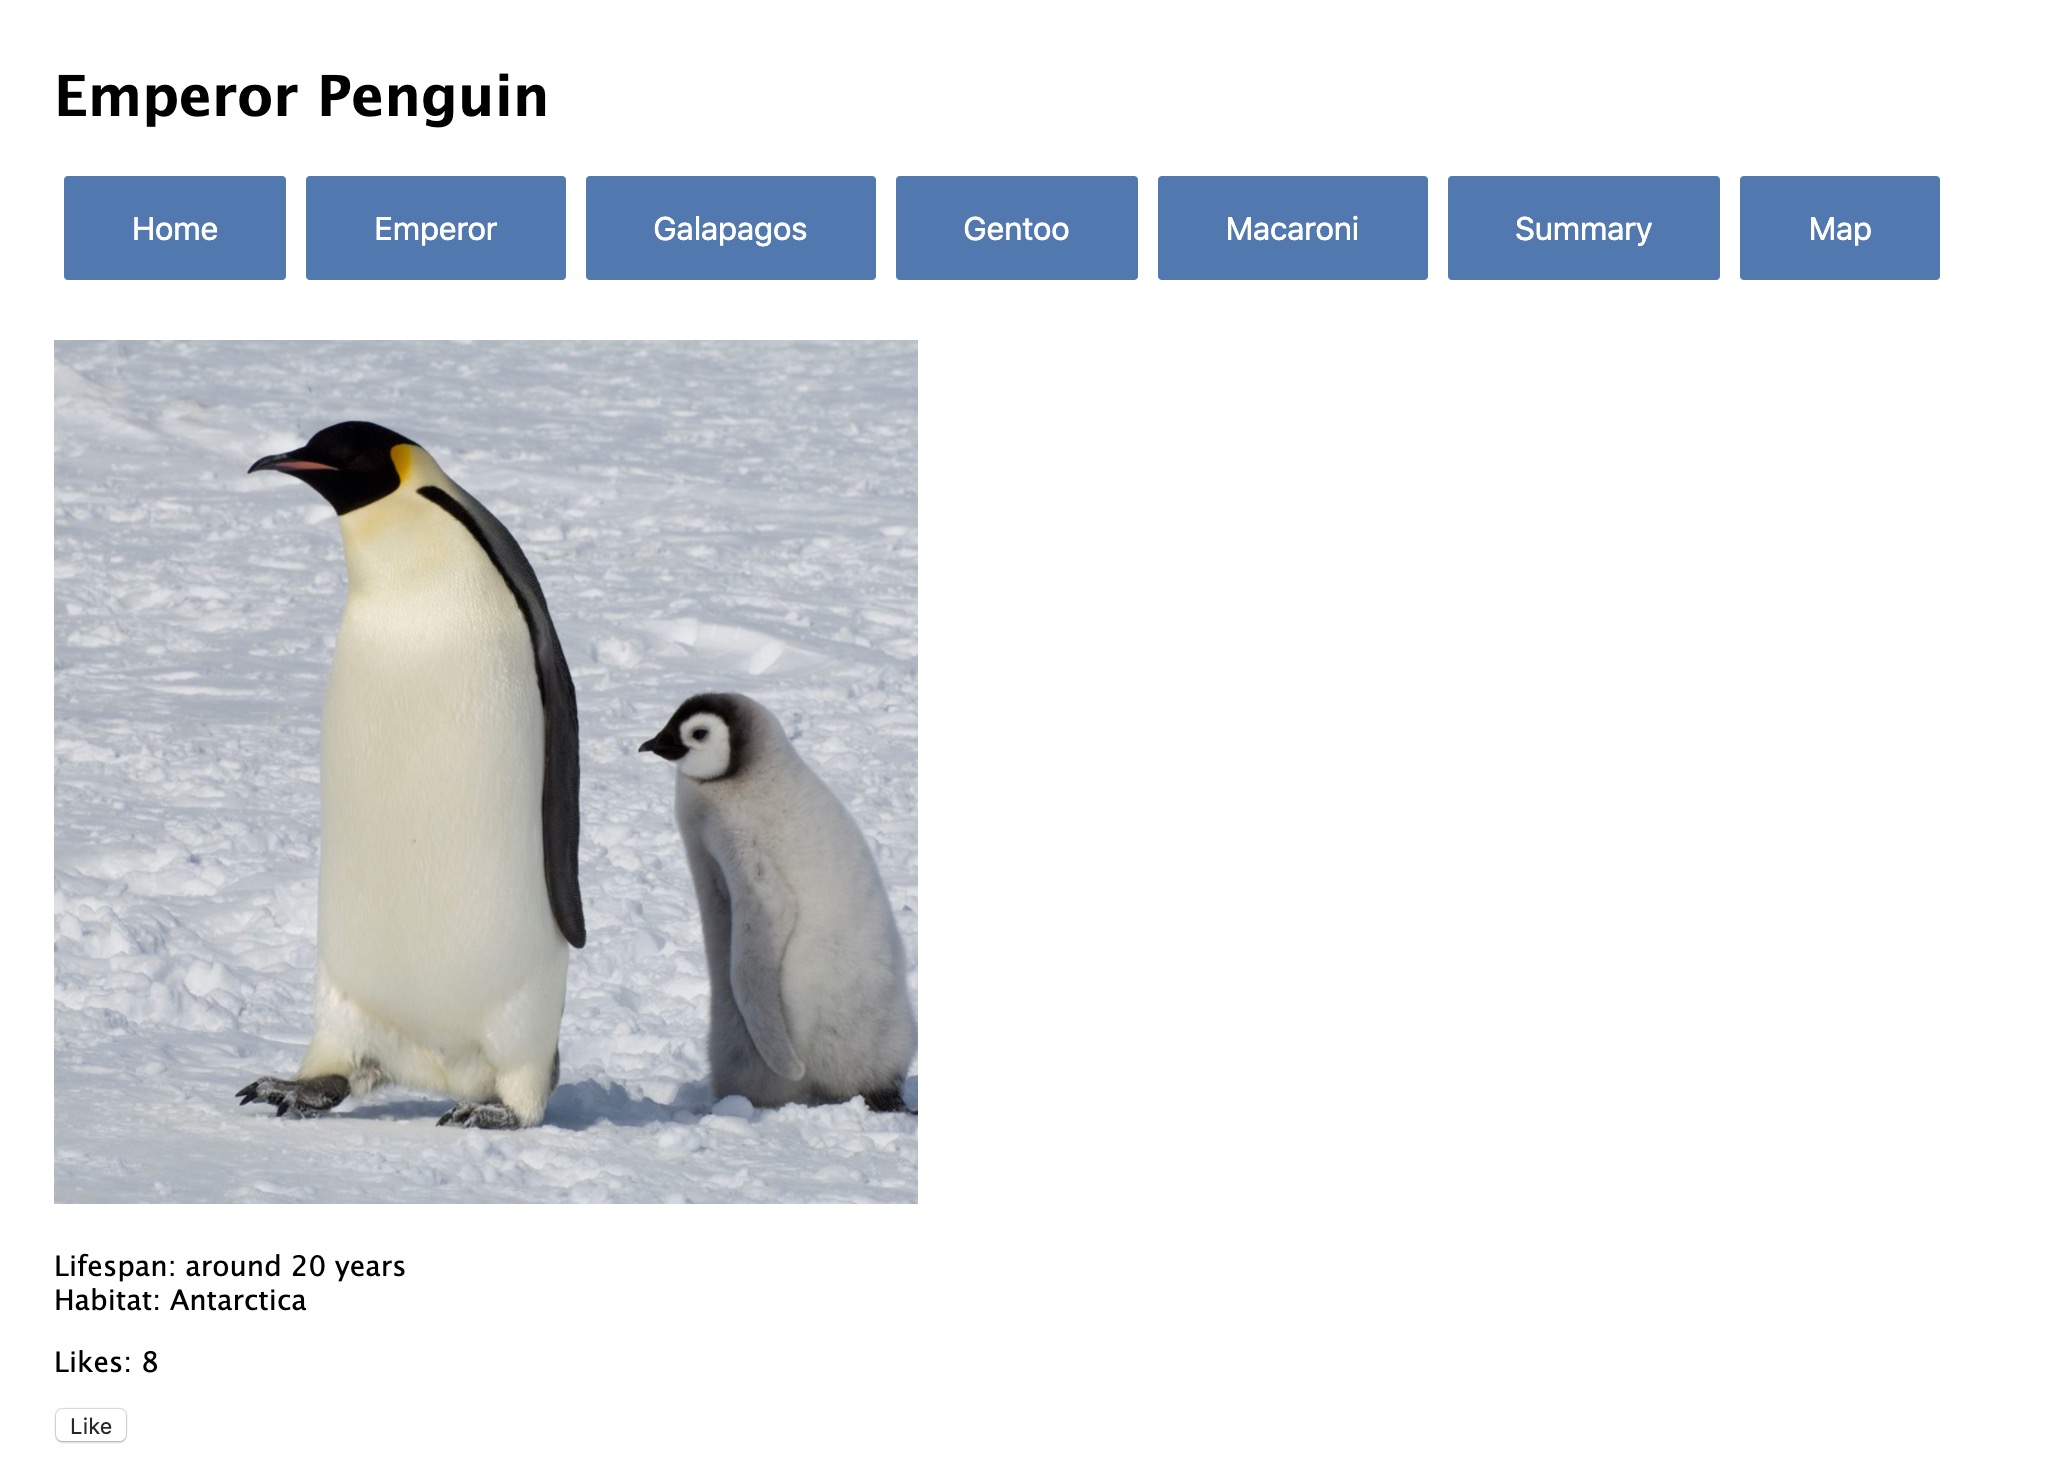 Emperor Penguin
Home Emperor Galapagos Gentoo Macaroni Summary Map
Lifespan: around 20 years
Habitat: Antarctica
Likes: 8
Like